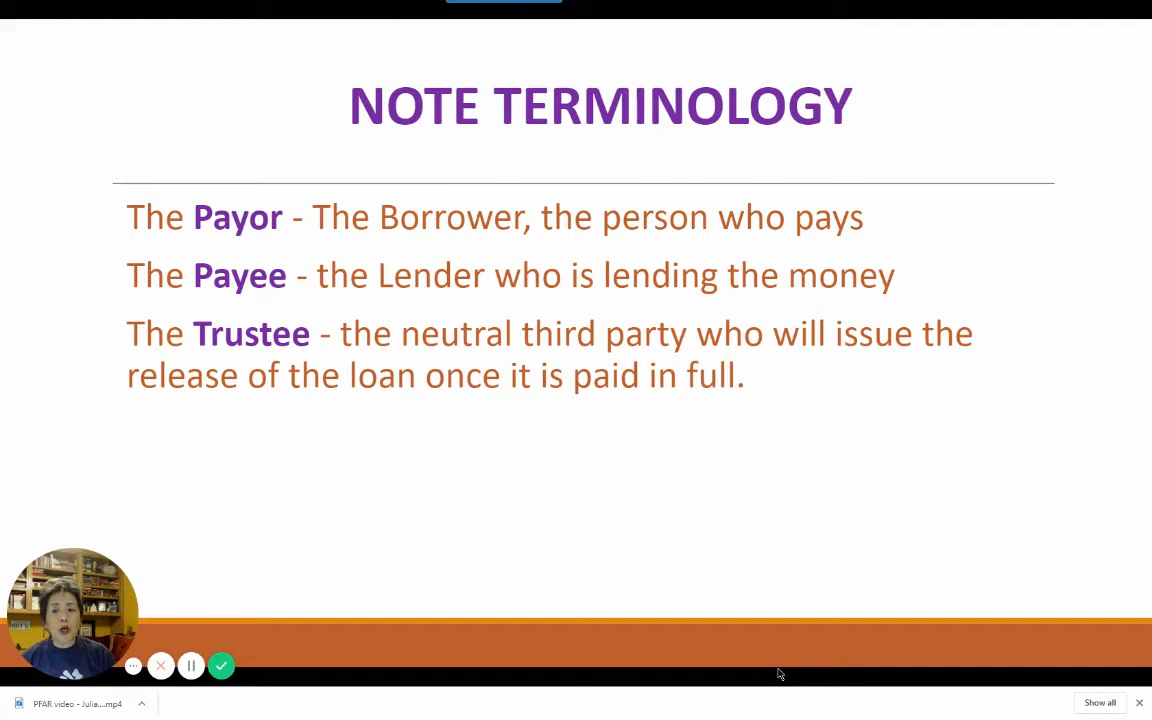 NOTE TERMINOLOGY
The Payor - The Borrower, the person who pays
The Payee - the Lender who is lending the money
The Trustee - the neutral third party who will issue the
release of the loan once it is paid in full.
PFAR video - Julia....mp4
Show all